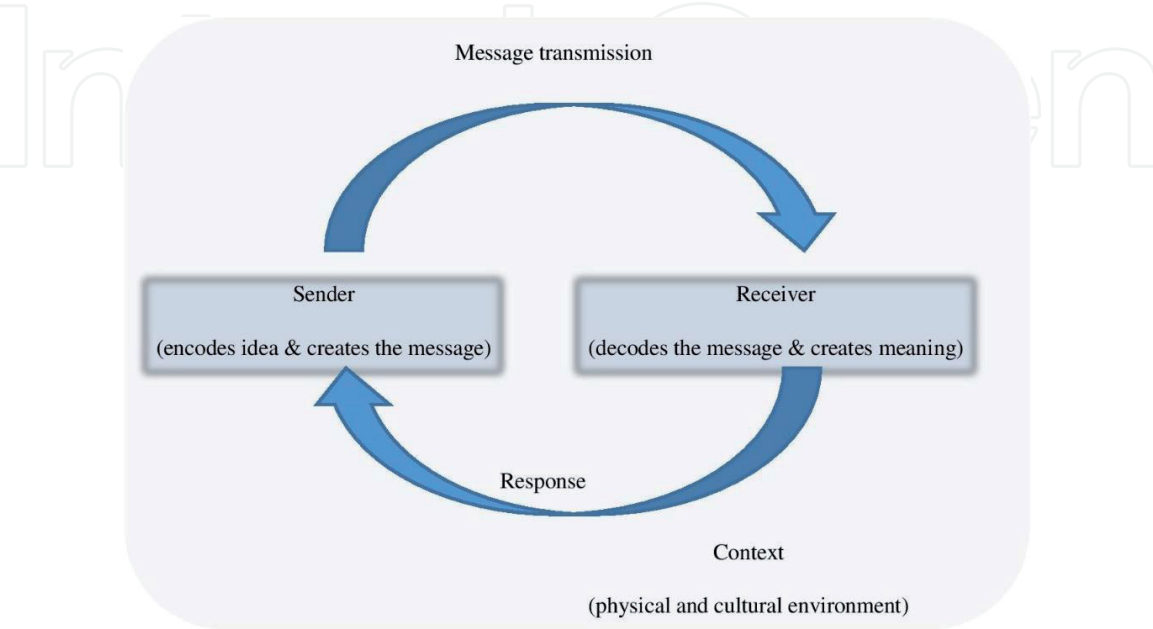 Message transmission
Sender
(encodes idea & creates the message)
Receiver
(decodes the message & creates meaning)
Response
Context
(physical and cultural environment)